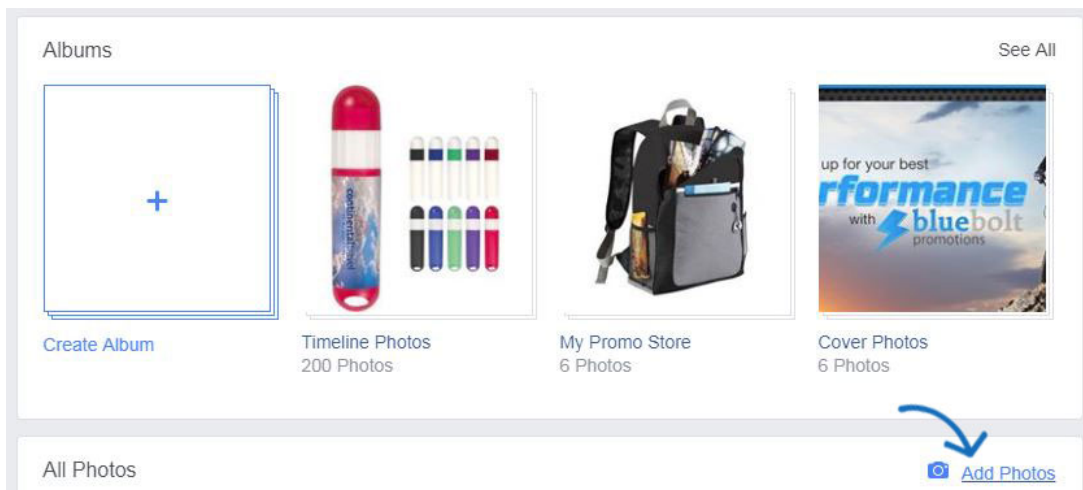 Albums
See All
up for your best
rformance
with bluebolt
promotions
Create Album
Timeline Photos
200 Photos
My Promo Store
6 Photos
Cover Photos
6 Photos
All Photos
Add Photos